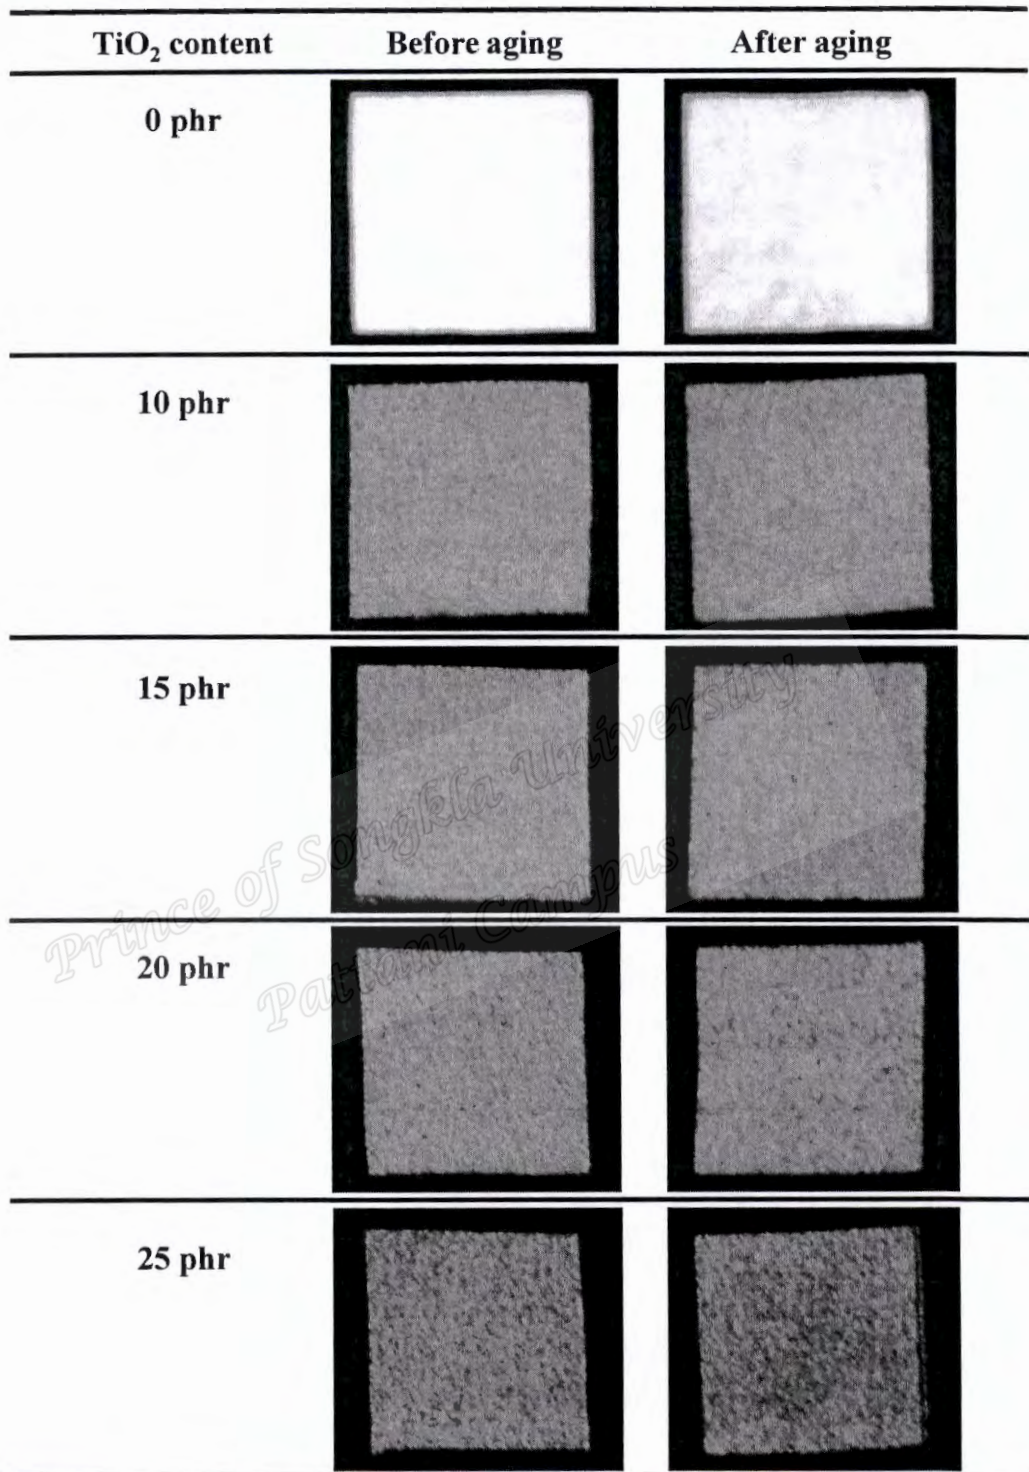 TiO₂ content Before aging After aging
0 phr
10 phr
15 phr
20 phr
25 phr
Prince of Songkla University
Pattani Campus